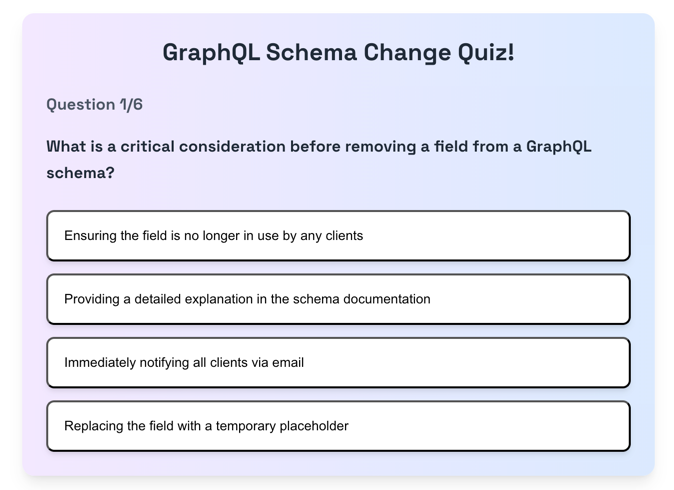 GraphQL Schema Change Quiz!
Question 1/6
What is a critical consideration before removing a field from a GraphQL
schema?
Ensuring the field is no longer in use by any clients
Providing a detailed explanation in the schema documentation
Immediately notifying all clients via email
Replacing the field with a temporary placeholder